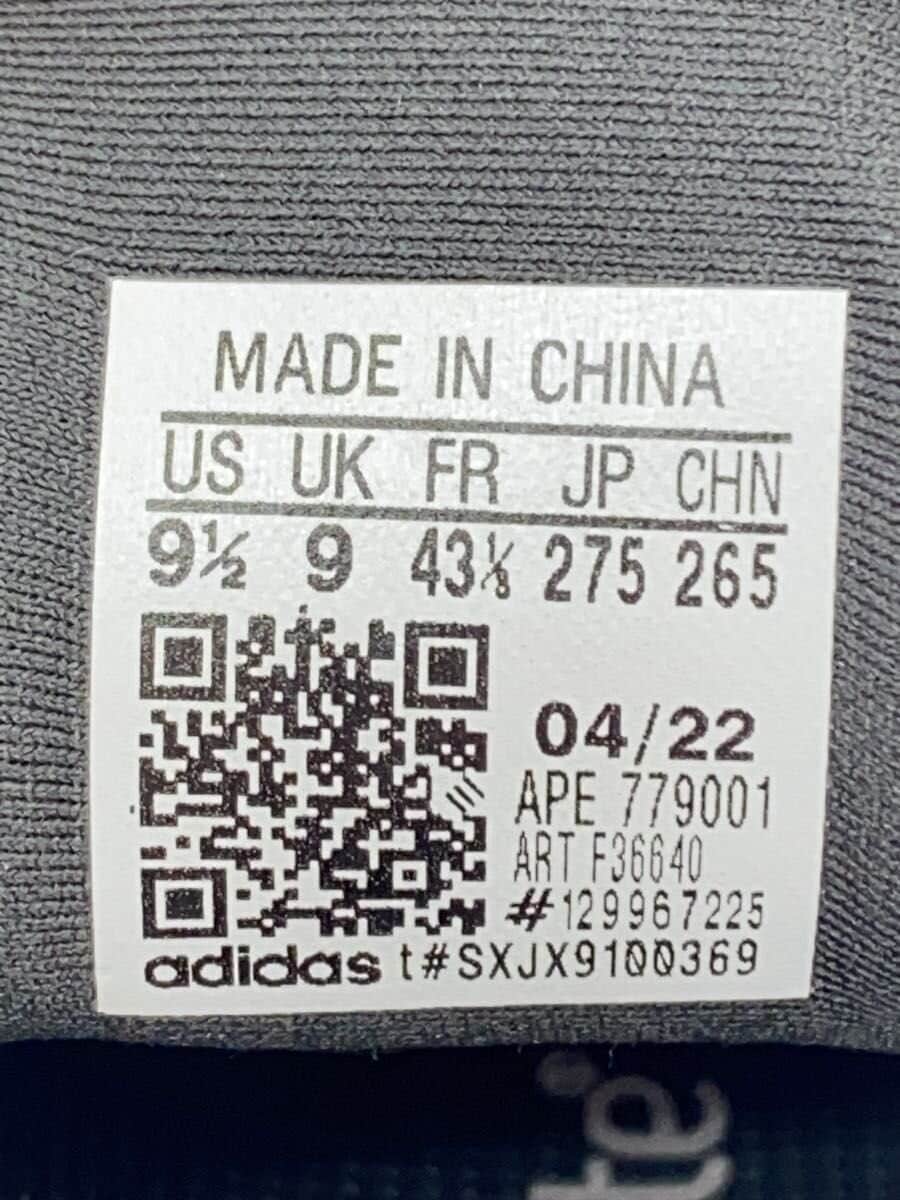 MADE IN CHINA
US UK FR JP CHN
9½ 9 43⅓ 275 265
04/22
APE 779001
ART F36640
#129967225
adidas t#SXJX9100369
te®